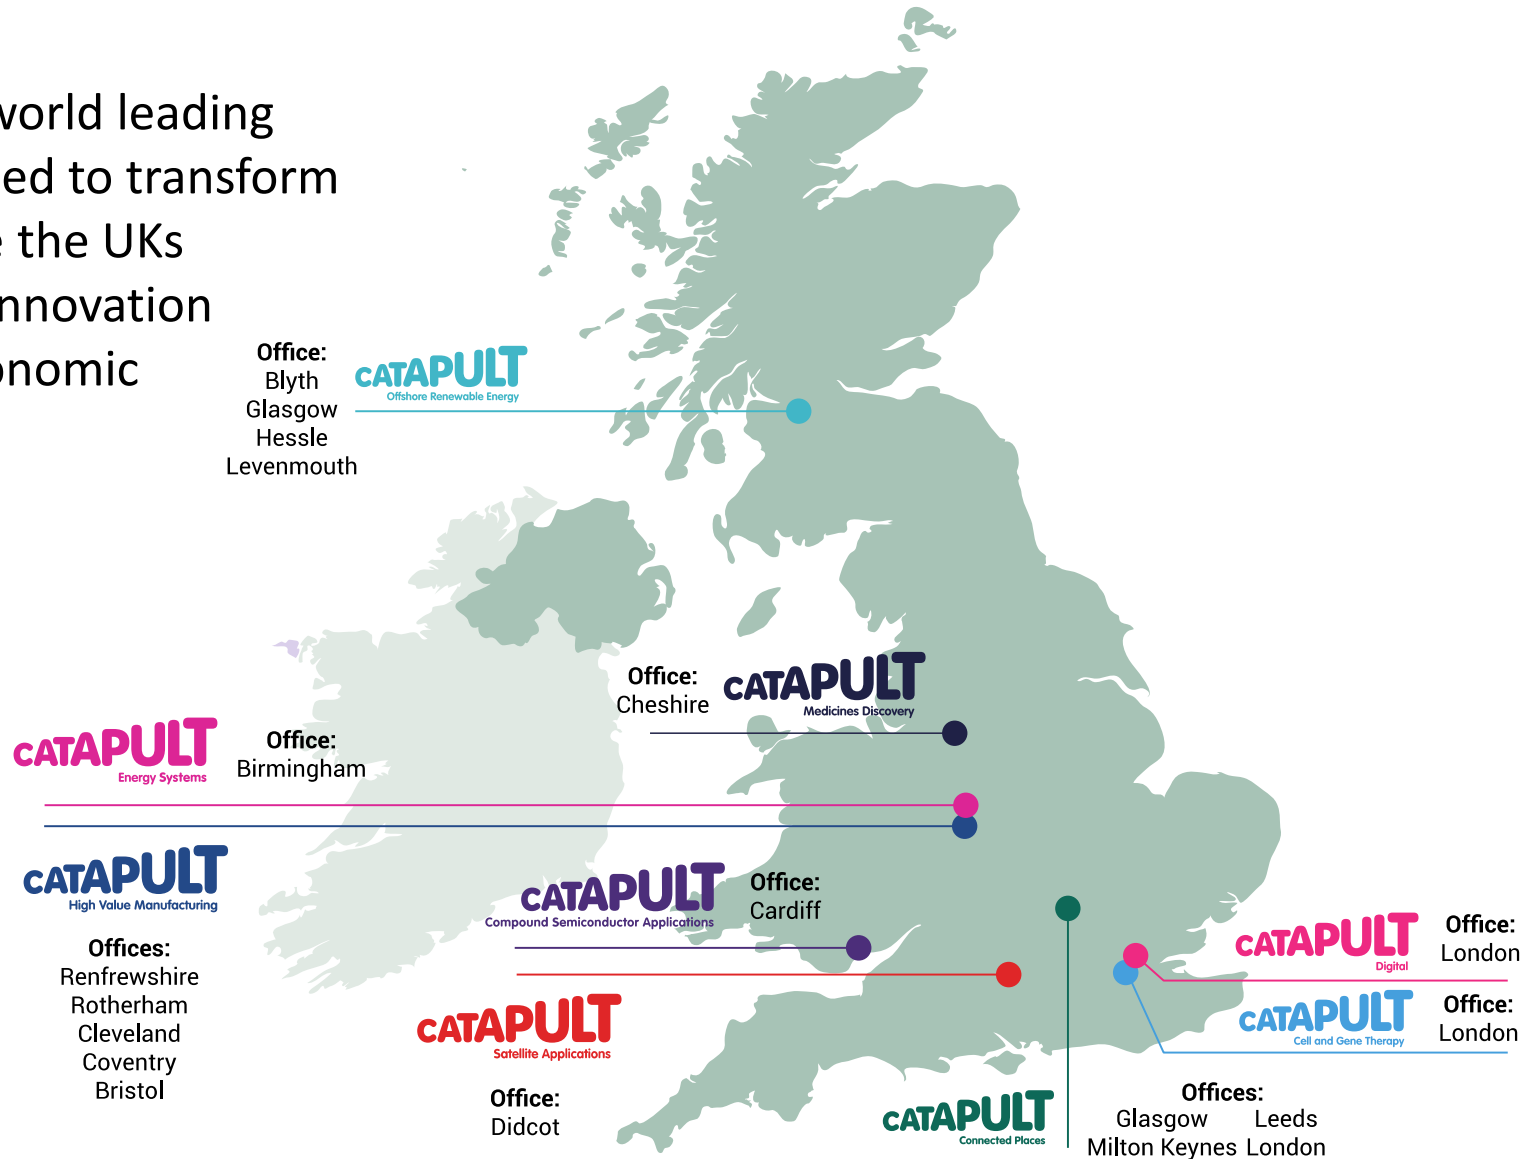 world leading
ed to transform
e the UKs
innovation
onomic
Office:
Blyth
Glasgow
Hessle
Levenmouth
CATAPULT
Offshore Renewable Energy
Office:
Cheshire
CATAPULT
Medicines Discovery
CATAPULT
Energy Systems
Office:
Birmingham
CATAPULT
High Value Manufacturing
Offices:
Renfrewshire
Rotherham
Cleveland
Coventry
Bristol
CATAPULT
Compound Semiconductor Applications
Office:
Cardiff
CATAPULT
Satellite Applications
Office:
Didcot
CATAPULT
Digital
Office:
London
CATAPULT
Cell and Gene Therapy
Office:
London
CATAPULT
Connected Places
Offices:
Glasgow Leeds
Milton Keynes London